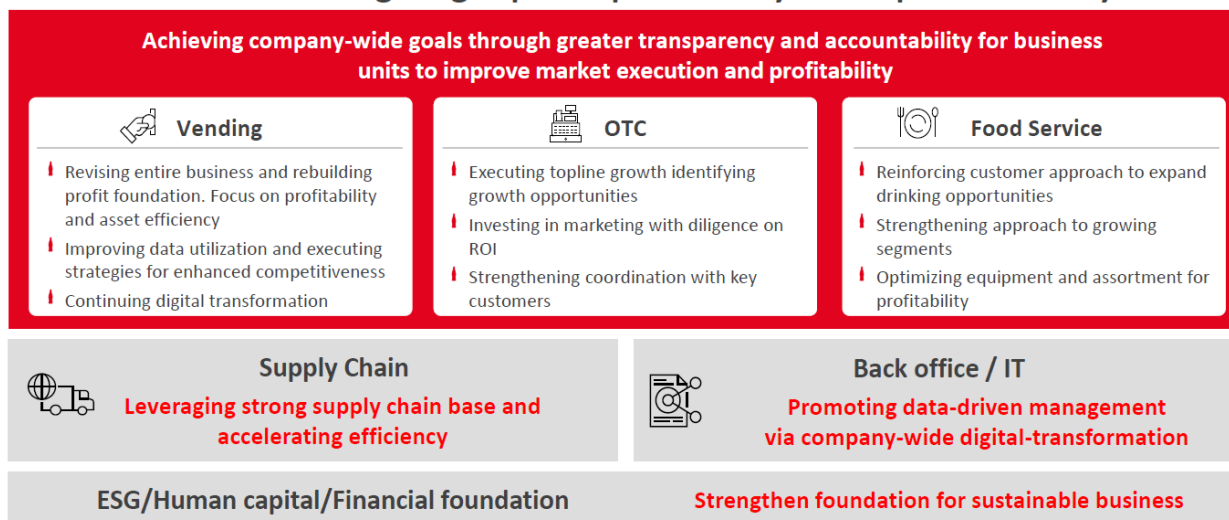 Achieving company-wide goals through greater transparency and accountability for business
units to improve market execution and profitability
Vending
Revising entire business and rebuilding
profit foundation. Focus on profitability
and asset efficiency
Improving data utilization and executing
strategies for enhanced competitiveness
Continuing digital transformation
OTC
Executing topline growth identifying
growth opportunities
Investing in marketing with diligence on
ROI
Strengthening coordination with key
customers
Food Service
Reinforcing customer approach to expand
drinking opportunities
Strengthening approach to growing
segments
Optimizing equipment and assortment for
profitability
Supply Chain
Leveraging strong supply chain base and
accelerating efficiency
Back office / IT
Promoting data-driven management
via company-wide digital-transformation
ESG/Human capital/Financial foundation
Strengthen foundation for sustainable business